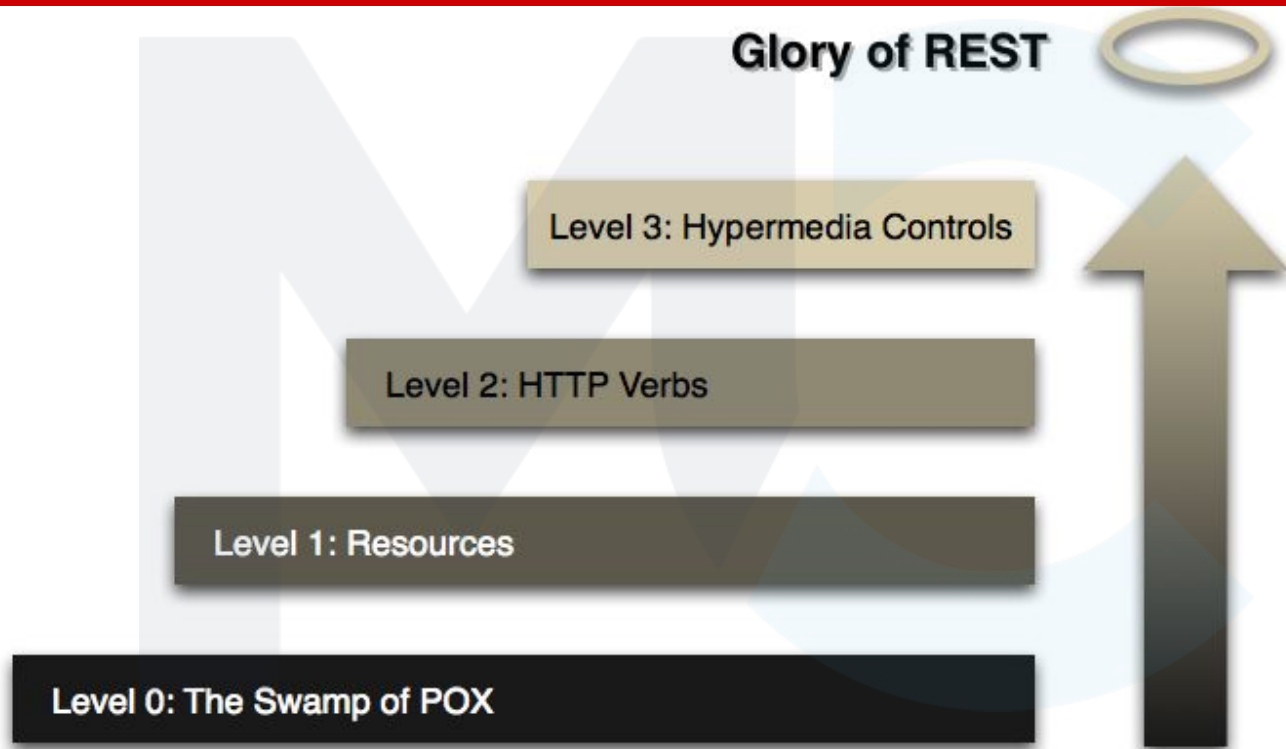 Glory of REST
Level 3: Hypermedia Controls
Level 2: HTTP Verbs
Level 1: Resources
Level 0: The Swamp of POX